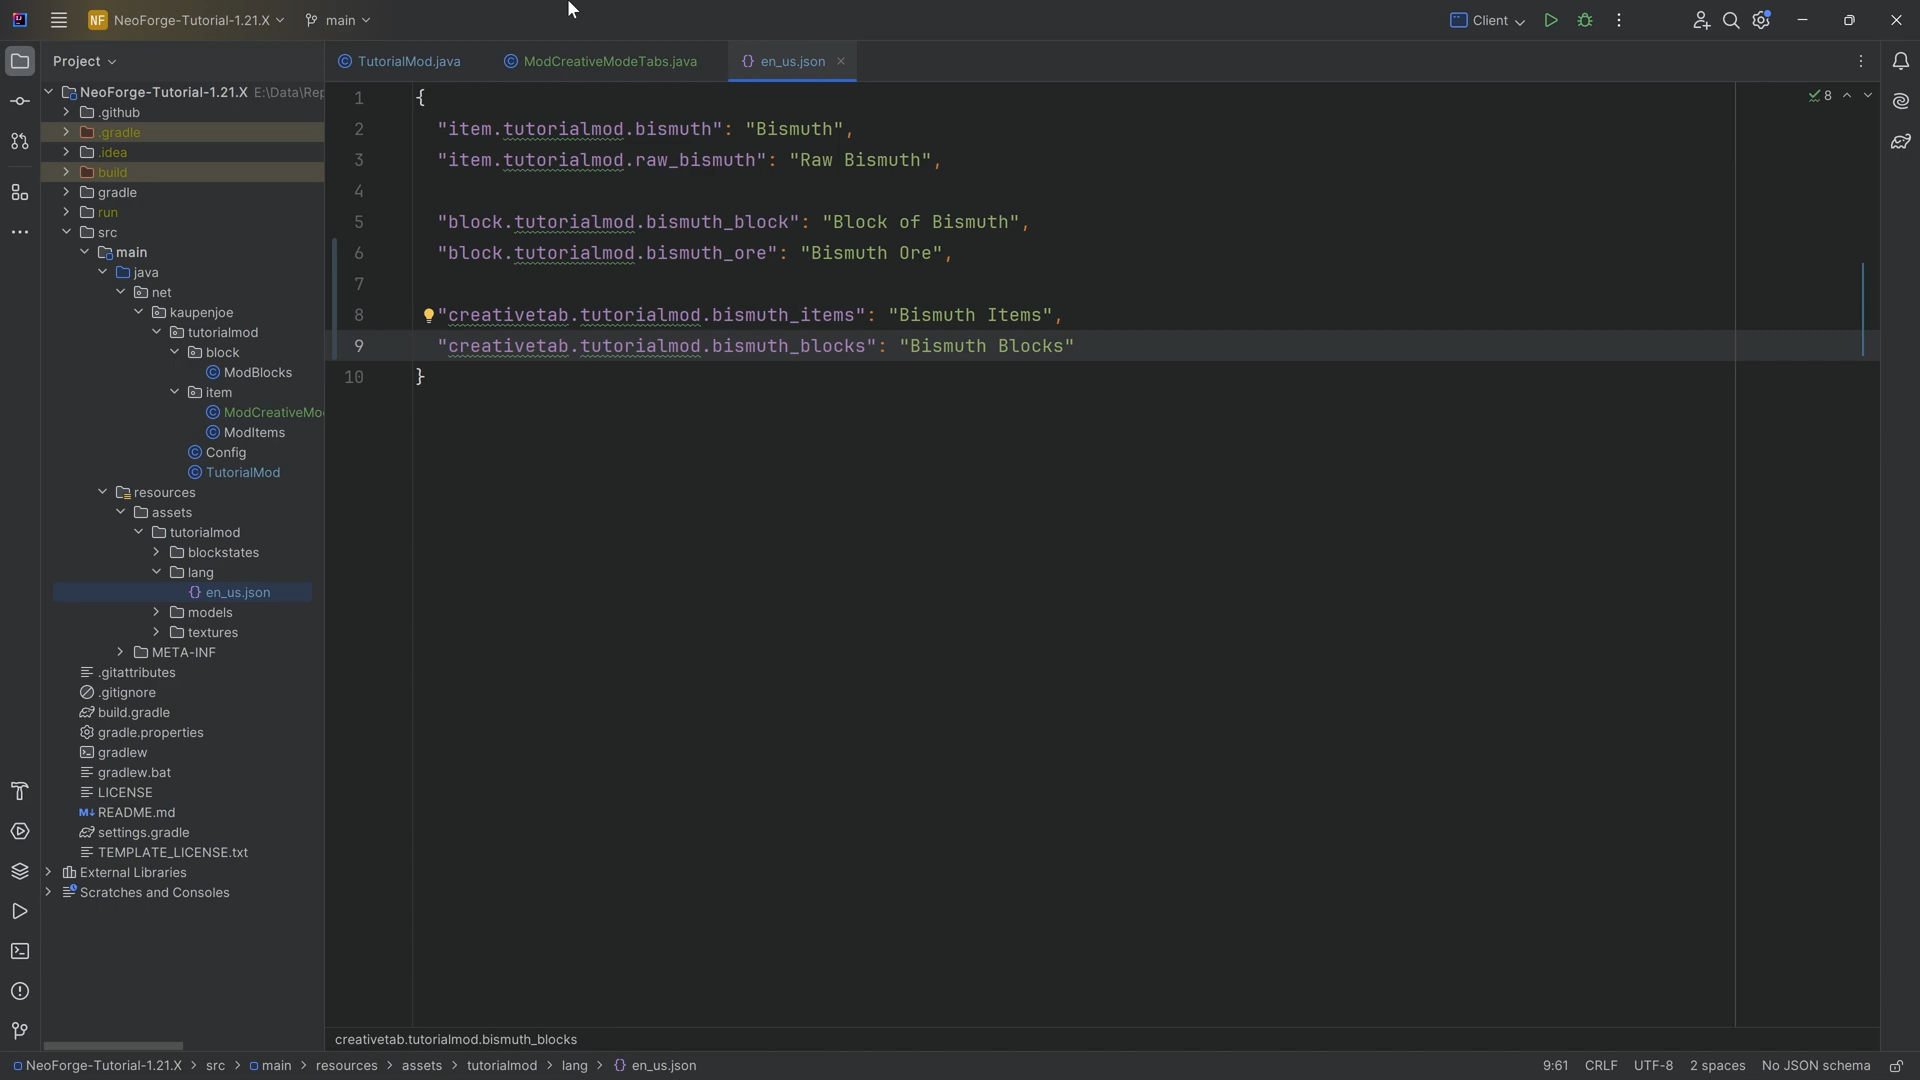 NF NeoForge-Tutorial-1.21.X main Client
Project
TutorialMod.java ModCreativeModeTabs.java {} en_us.json
NeoForge-Tutorial-1.21.X E:\Data\Rep
.github
.gradle
.idea
build
gradle
run
src
main
java
net
kaupenjoe
tutorialmod
block
ModBlocks
item
ModCreativeMo
ModItems
Config
TutorialMod
resources
assets
tutorialmod
blockstates
lang
{} en_us.json
models
textures
META-INF
.gitattributes
.gitignore
build.gradle
gradle.properties
gradlew
gradlew.bat
LICENSE
M↓ README.md
settings.gradle
TEMPLATE_LICENSE.txt
External Libraries
Scratches and Consoles
8
1 {
2 "item.tutorialmod.bismuth": "Bismuth",
3 "item.tutorialmod.raw_bismuth": "Raw Bismuth",
4
5 "block.tutorialmod.bismuth_block": "Block of Bismuth",
6 "block.tutorialmod.bismuth_ore": "Bismuth Ore",
7
8 "creativetab.tutorialmod.bismuth_items": "Bismuth Items",
9 "creativetab.tutorialmod.bismuth_blocks": "Bismuth Blocks"
10 }
creativetab.tutorialmod.bismuth_blocks
NeoForge-Tutorial-1.21.X > src > main > resources > assets > tutorialmod > lang > {} en_us.json 9:61 CRLF UTF-8 2 spaces No JSON schema